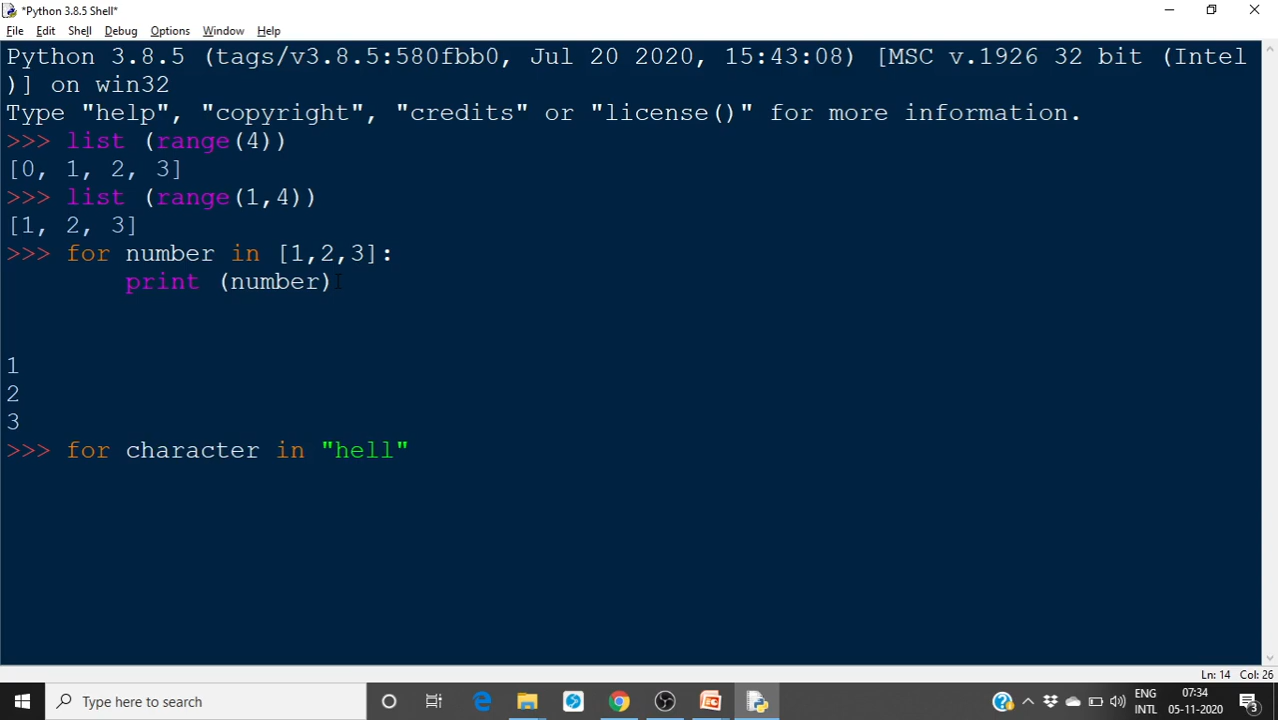 *Python 3.8.5 Shell*
File Edit Shell Debug Options Window Help
Python 3.8.5 (tags/v3.8.5:580fbb0, Jul 20 2020, 15:43:08) [MSC v.1926 32 bit (Intel
)] on win32
Type "help", "copyright", "credits" or "license()" for more information.
>>> list (range(4))
[0, 1, 2, 3]
>>> list (range(1,4))
[1, 2, 3]
>>> for number in [1,2,3]:
print (number)
1
2
3
>>> for character in "hell"
Ln: 14 Col: 26
Type here to search
ENG
INTL
07:34
05-11-2020
3